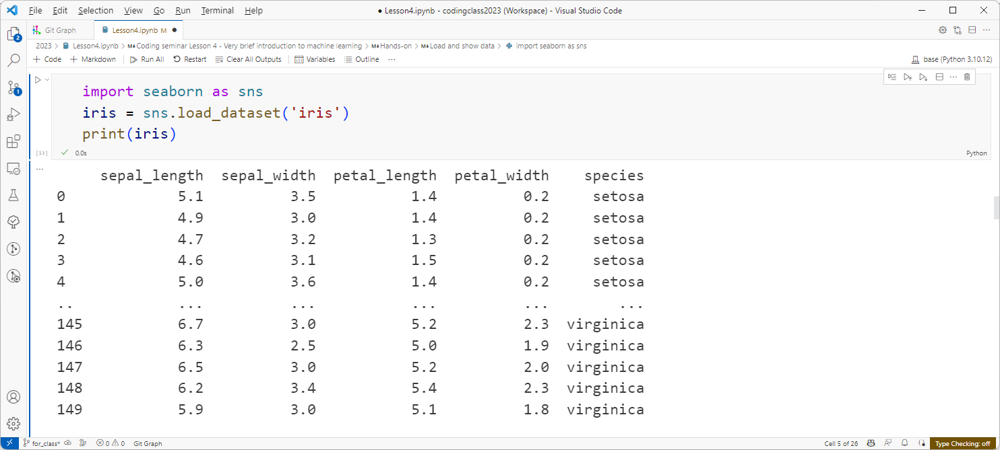 File Edit Selection View Go Run Terminal Help ● Lesson4.ipynb - codingclass2023 (Workspace) - Visual Studio Code
2 Git Graph Lesson4.ipynb M ●
2023 > Lesson4.ipynb > M↓Coding seminar Lesson 4 - Very brief introduction to machine learning > M↓Hands-on > M↓Load and show data > import seaborn as sns
+ Code + Markdown Run All Restart Clear All Outputs Variables Outline ... base (Python 3.10.12)
1
import seaborn as sns
iris = sns.load_dataset('iris')
print(iris)
[13] ✓ 0.0s Python
...
sepal_length sepal_width petal_length petal_width species
0 5.1 3.5 1.4 0.2 setosa
1 4.9 3.0 1.4 0.2 setosa
2 4.7 3.2 1.3 0.2 setosa
3 4.6 3.1 1.5 0.2 setosa
4 5.0 3.6 1.4 0.2 setosa
.. ... ... ... ... ...
145 6.7 3.0 5.2 2.3 virginica
146 6.3 2.5 5.0 1.9 virginica
147 6.5 3.0 5.2 2.0 virginica
148 6.2 3.4 5.4 2.3 virginica
149 5.9 3.0 5.1 1.8 virginica
for_class* 0 0 Git Graph Cell 5 of 26 Type Checking: off